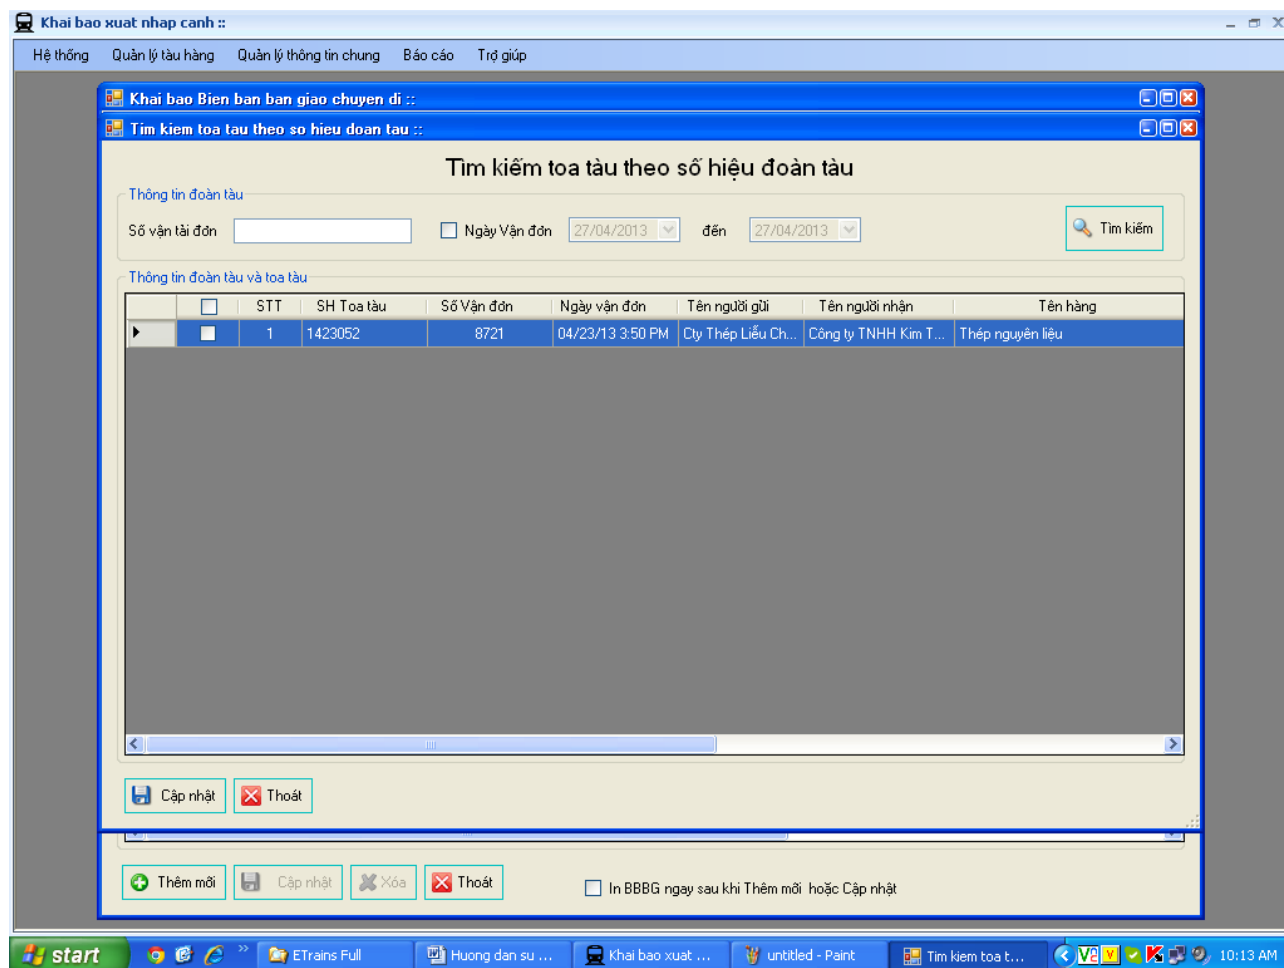 Khai bao xuat nhap canh ::
Hệ thống Quản lý tàu hàng Quản lý thông tin chung Báo cáo Trợ giúp
Khai bao Bien ban ban giao chuyen di ::
Tim kiem toa tau theo so hieu doan tau ::
Tìm kiếm toa tàu theo số hiệu đoàn tàu
Thông tin đoàn tàu
Số vận tải đơn Ngày Vận đơn 27/04/2013 đến 27/04/2013 Tìm kiếm
Thông tin đoàn tàu và toa tàu
STT SH Toa tàu Số Vận đơn Ngày vận đơn Tên người gửi Tên người nhận Tên hàng
1 1423052 8721 04/23/13 3:50 PM Cty Thép Liễu Ch... Công ty TNHH Kim T... Thép nguyên liệu
Cập nhật Thoát
Thêm mới Cập nhật Xóa Thoát In BBBG ngay sau khi Thêm mới hoặc Cập nhật
start » ETrains Full Huong dan su ... Khai bao xuat ... untitled - Paint Tim kiem toa t... 10:13 AM